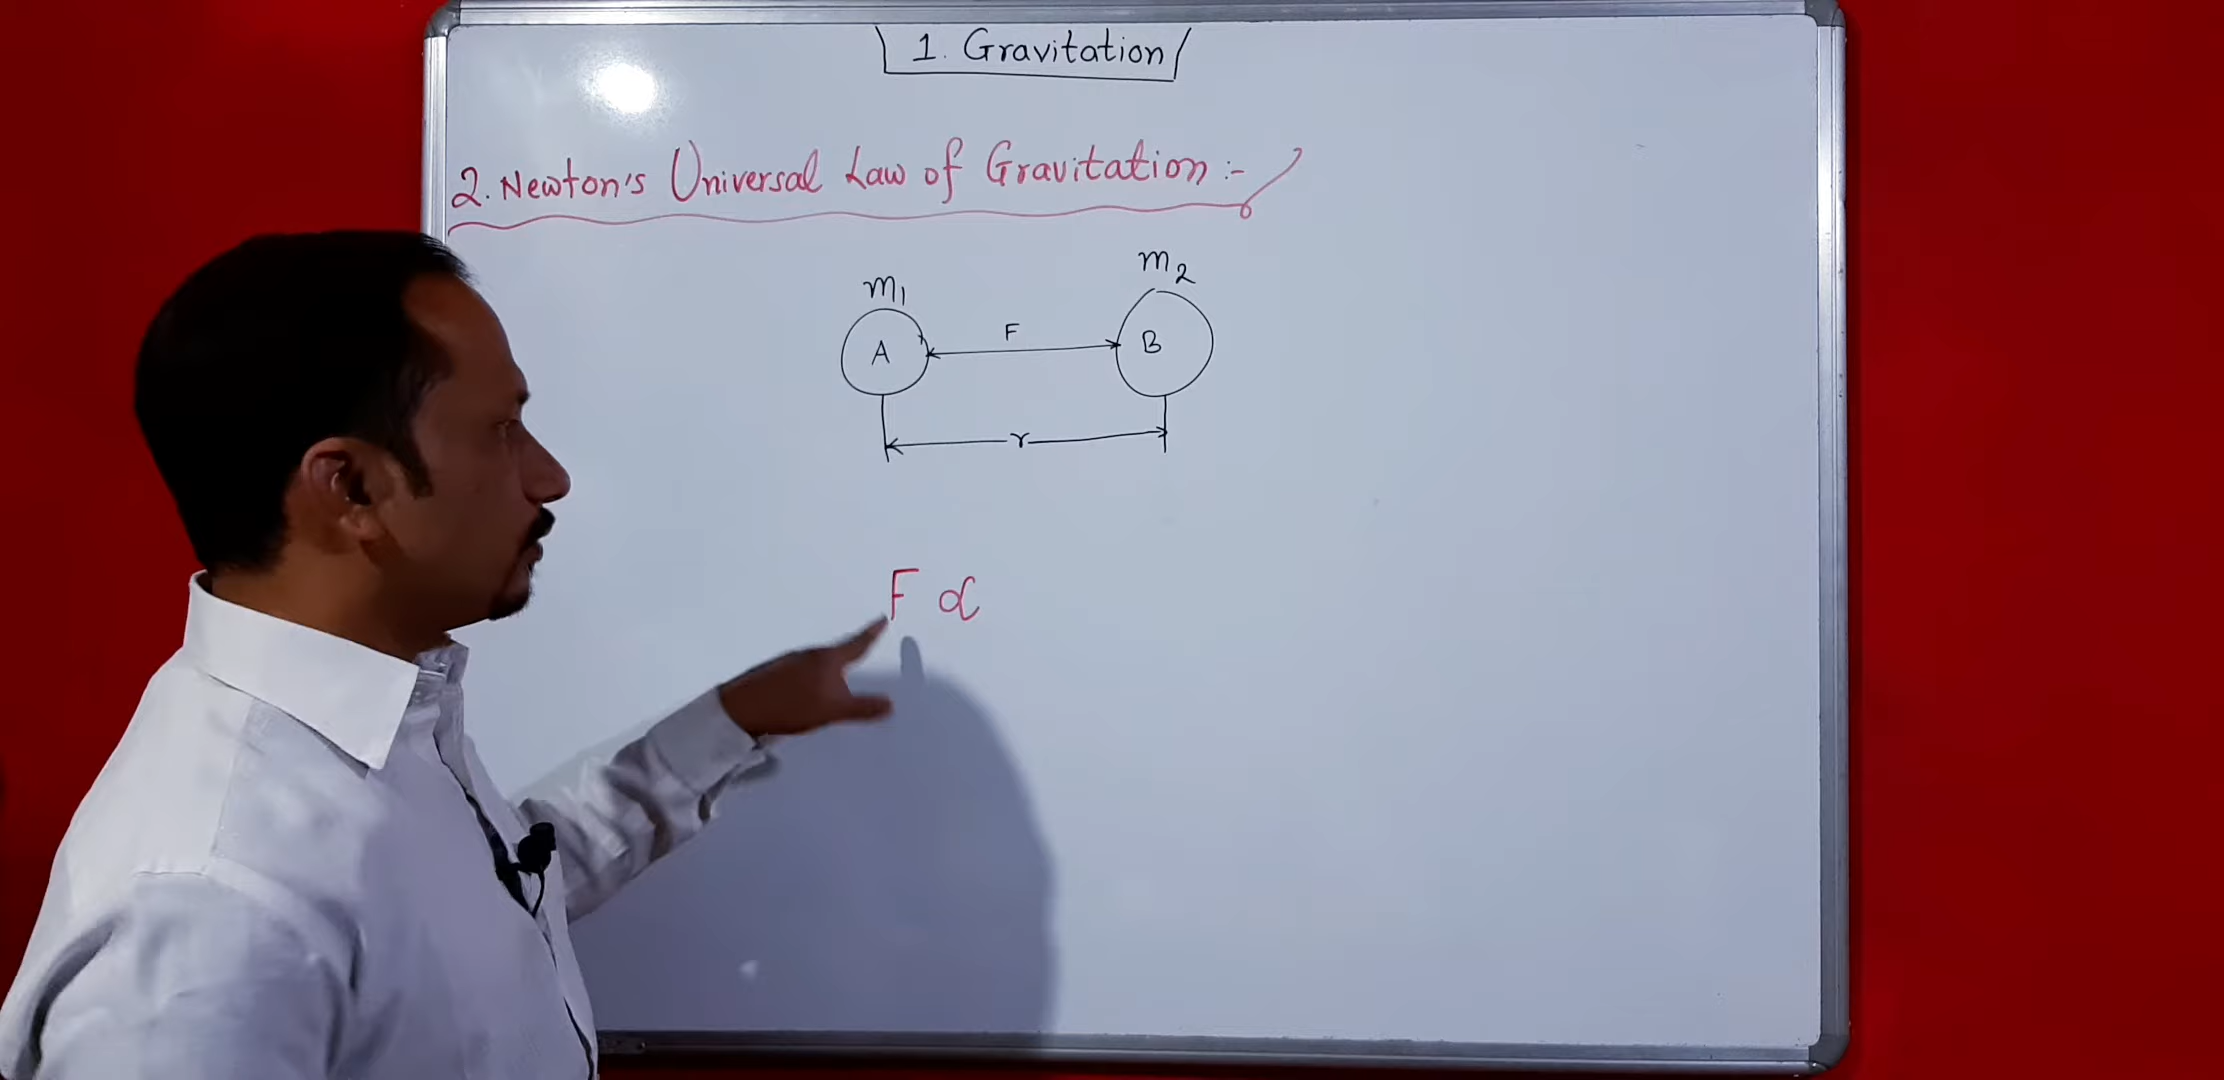 1. Gravitation
2. Newton's Universal Law of Gravitation :-
m1
m2
A
F
B
r
F ∝